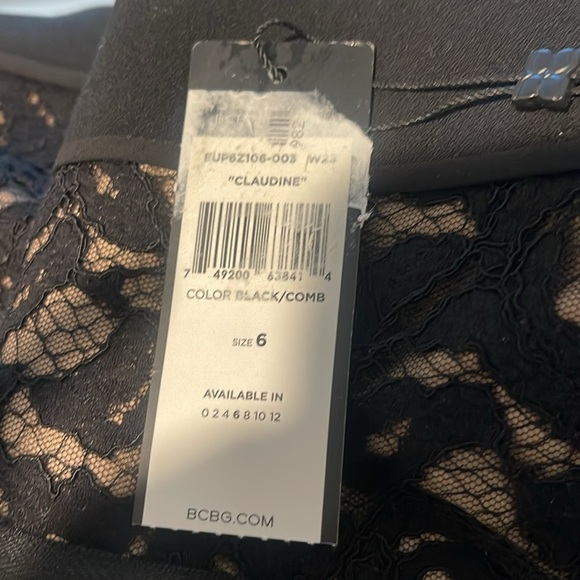 982
EUP6Z106-003 W23
"CLAUDINE"
7 49200 63841 4
COLOR BLACK/COMB
SIZE 6
AVAILABLE IN
0 2 4 6 8 10 12
BCBG.COM